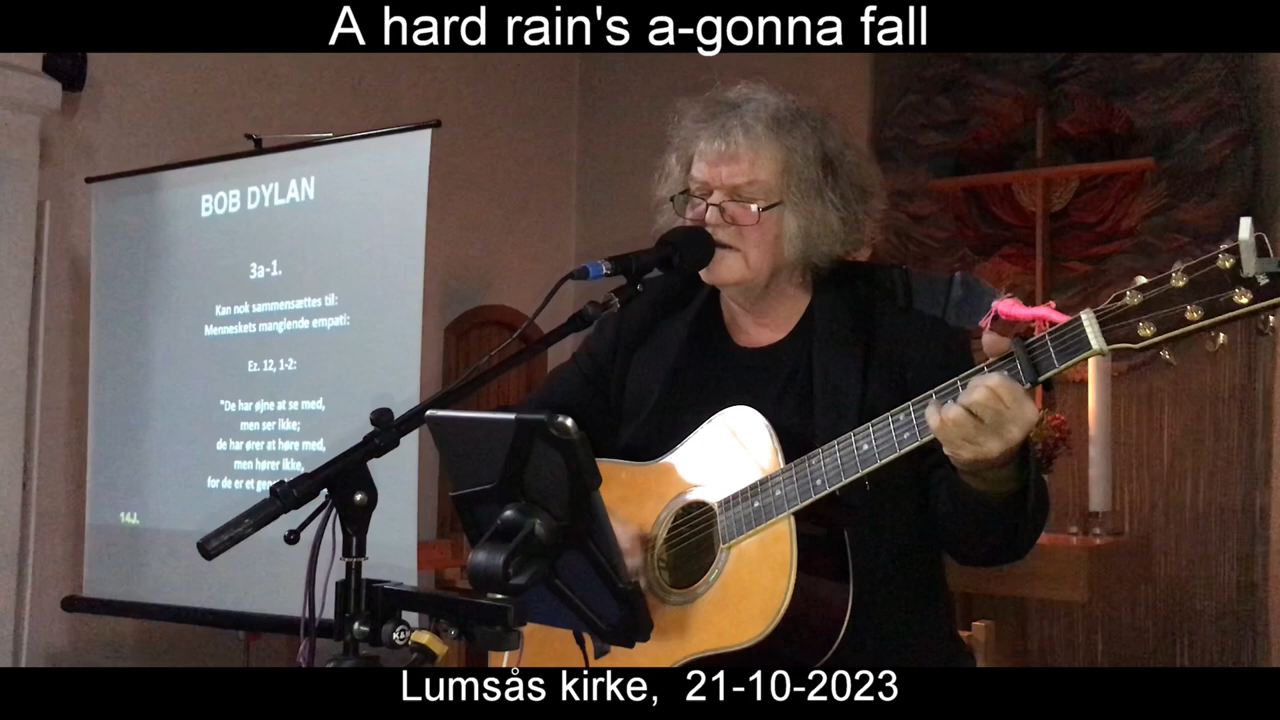 A hard rain's a-gonna fall
BOB DYLAN
3a-1.
Kan nok sammensættes til:
Menneskets manglende empati:
Ez. 12, 1-2:
"De har øjne at se med,
men ser ikke;
de har ører at høre med,
men hører ikke,
for de er et
14J.
K&M
Lumsås kirke, 21-10-2023